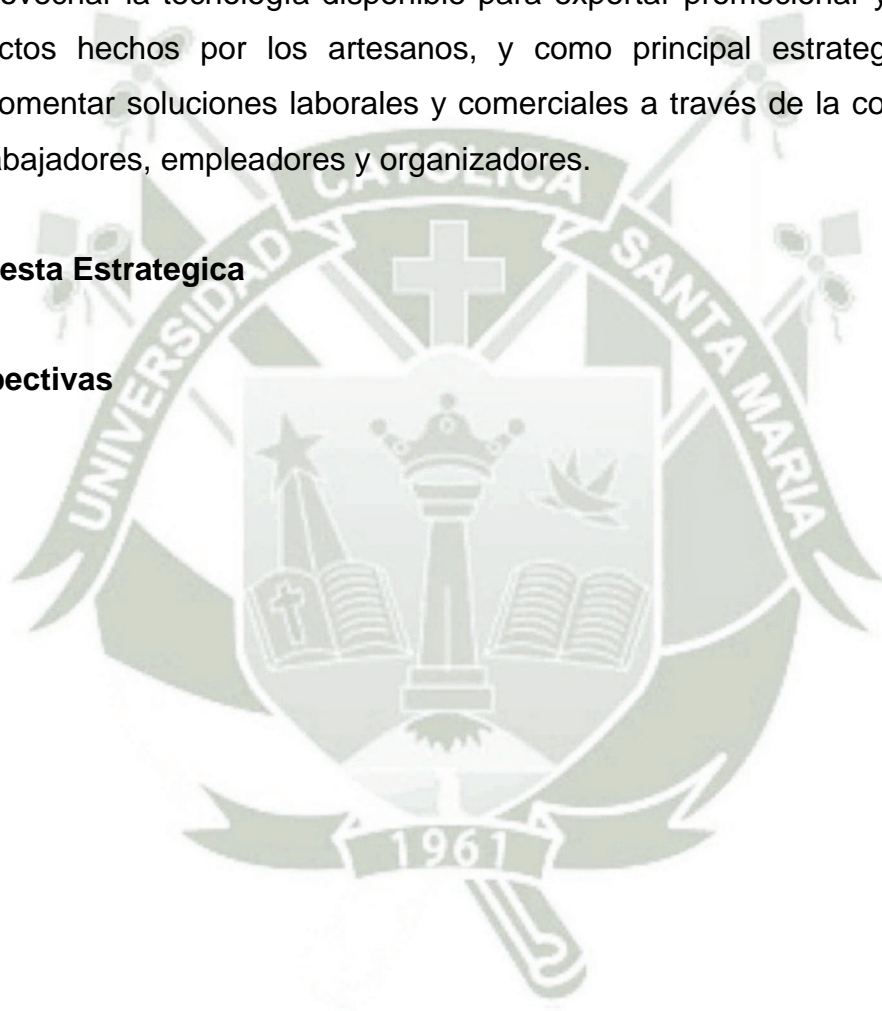 ovechar la tecnología disponible para exportar promocional y
ctos hechos por los artesanos, y como principal estrateg
omentar soluciones laborales y comerciales a través de la co
abajadores, empleadores y organizadores.
esta Estrategica
pectivas
UNIVERSIDAD CATOLICA SANTA MARIA
1961